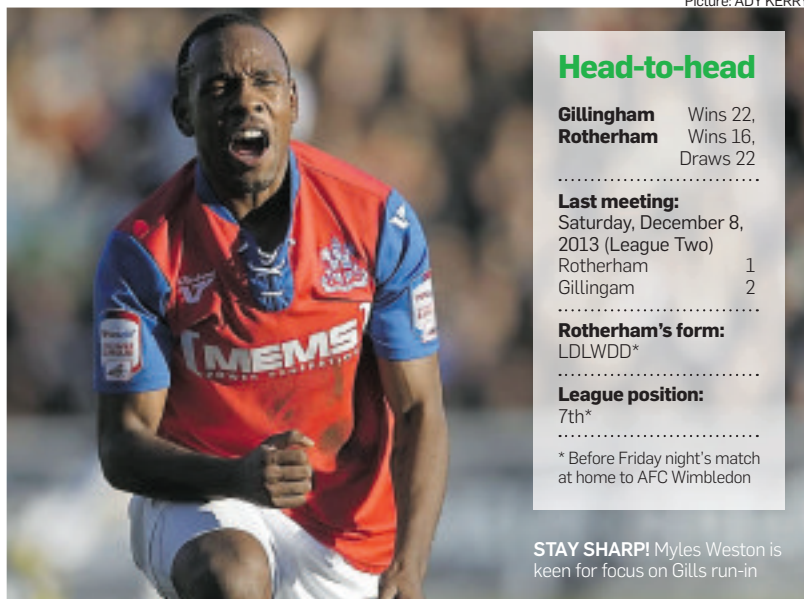 Picture: ADY KERRY
Head-to-head
Gillingham Wins 22,
Rotherham Wins 16,
Draws 22
Last meeting:
Saturday, December 8,
2013 (League Two)
Rotherham 1
Gillingam 2
Rotherham's form:
LDLWDD*
League position:
7th*
* Before Friday night's match
at home to AFC Wimbledon
STAY SHARP! Myles Weston is
keen for focus on Gills run-in
MEMS
POWER GENERATION